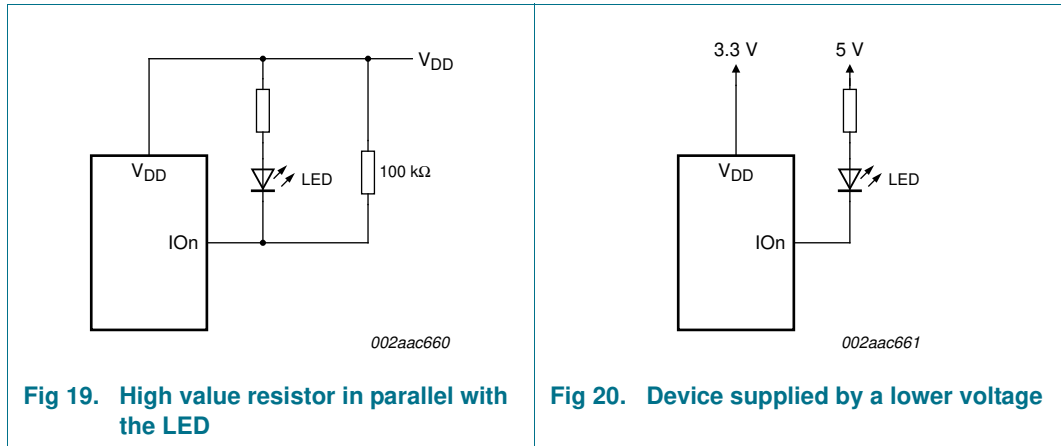 VDD
VDD
LED
100 kΩ
IOn
002aac660
Fig 19. High value resistor in parallel with
the LED
3.3 V
5 V
VDD
LED
IOn
002aac661
Fig 20. Device supplied by a lower voltage